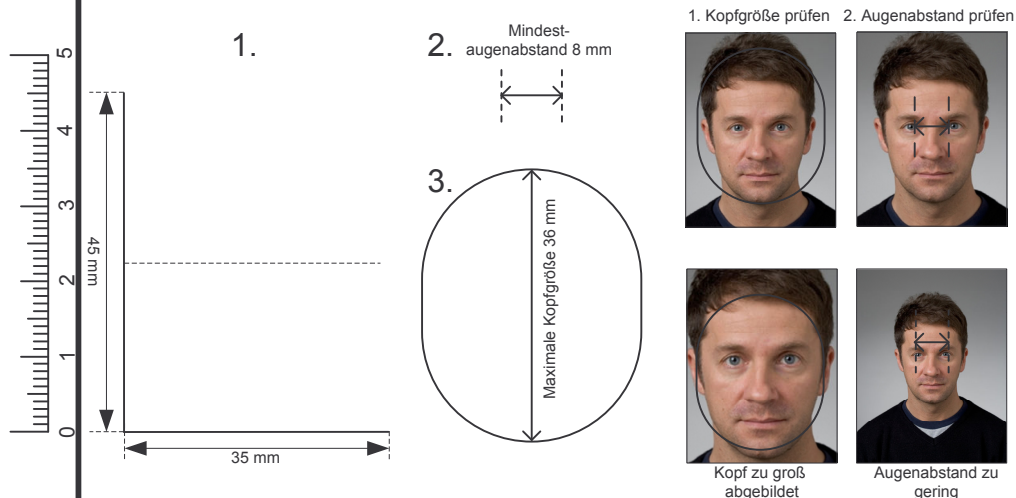 1. Kopfgröße prüfen
2. Augenabstand prüfen
5
4
3
2
1
0
1.
45 mm
35 mm
2.
Mindest-
augenabstand 8 mm
3.
Maximale Kopfgröße 36 mm
Kopf zu groß
abgebildet
Augenabstand zu
gering